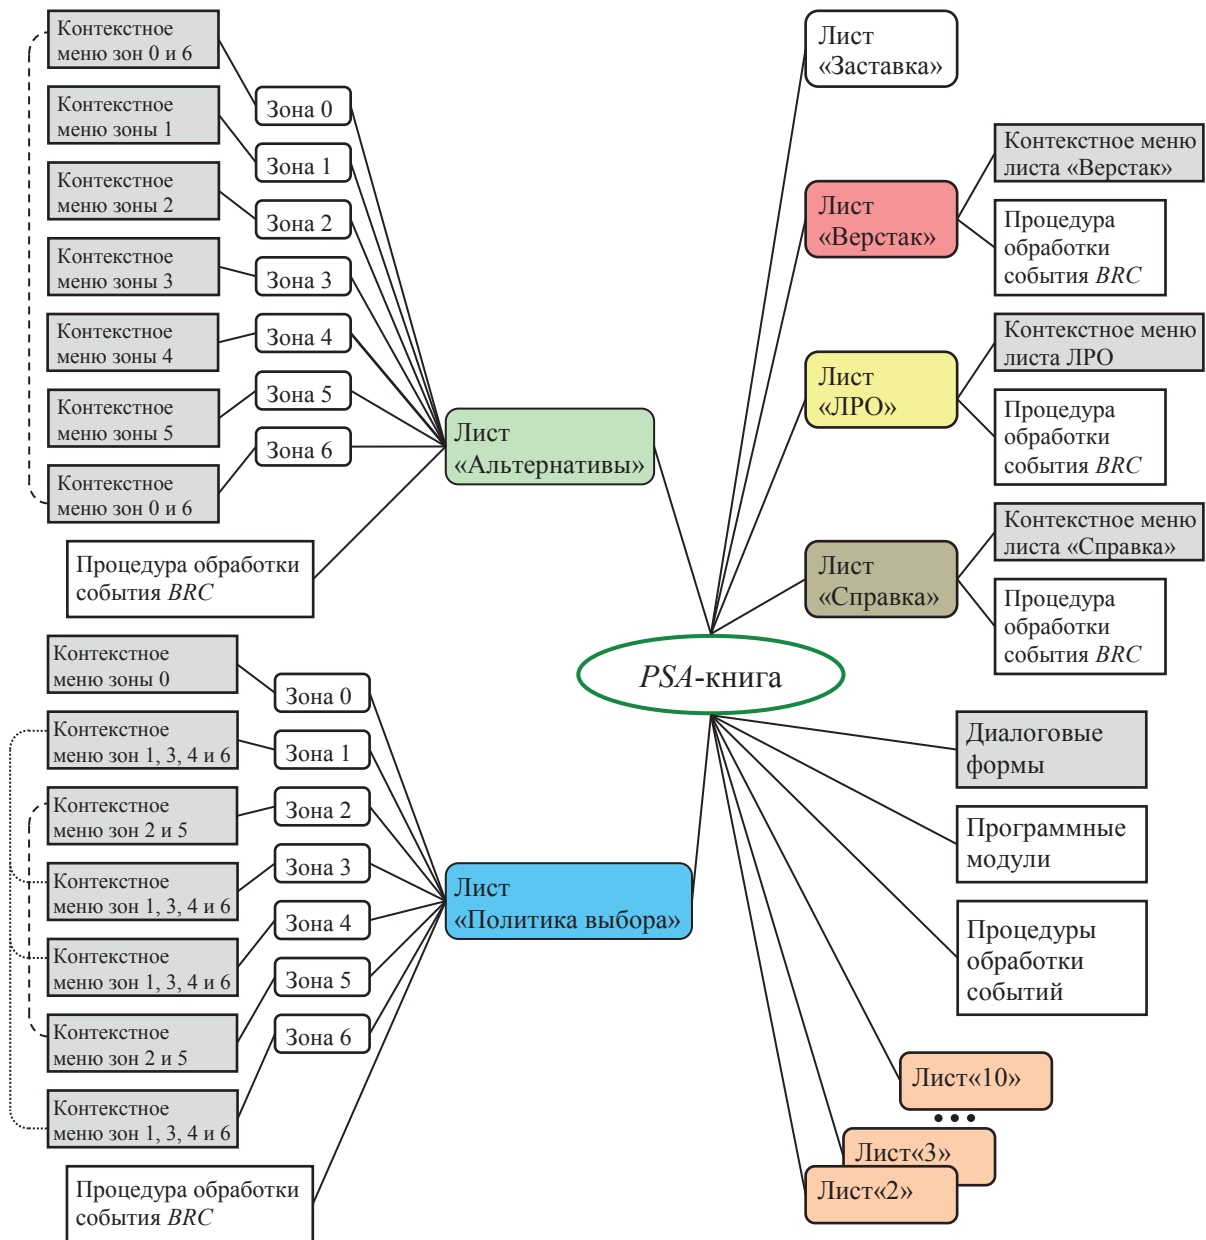 Контекстное
меню зон 0 и 6
Контекстное
меню зоны 1
Контекстное
меню зоны 2
Контекстное
меню зоны 3
Контекстное
меню зоны 4
Контекстное
меню зоны 5
Контекстное
меню зон 0 и 6
Зона 0
Зона 1
Зона 2
Зона 3
Зона 4
Зона 5
Зона 6
Процедура обработки
события BRC
Лист
«Альтернативы»
Контекстное
меню зоны 0
Контекстное
меню зон 1, 3, 4 и 6
Контекстное
меню зон 2 и 5
Контекстное
меню зон 1, 3, 4 и 6
Контекстное
меню зон 1, 3, 4 и 6
Контекстное
меню зон 2 и 5
Контекстное
меню зон 1, 3, 4 и 6
Зона 0
Зона 1
Зона 2
Зона 3
Зона 4
Зона 5
Зона 6
Процедура обработки
события BRC
Лист
«Политика выбора»
PSA-книга
Лист
«Заставка»
Лист
«Верстак»
Контекстное меню
листа «Верстак»
Процедура
обработки
события BRC
Лист
«ЛРО»
Контекстное меню
листа ЛРО
Процедура
обработки
события BRC
Лист
«Справка»
Контекстное меню
листа «Справка»
Процедура
обработки
события BRC
Диалоговые
формы
Программные
модули
Процедуры
обработки
событий
Лист«10»
•••
Лист«3»
Лист«2»